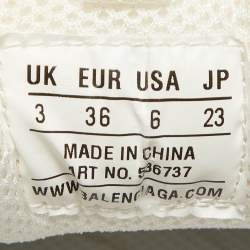 UK EUR USA JP
3 36 6 23
MADE IN CHINA
ART NO. 536737
WWW.BALENCIAGA.COM